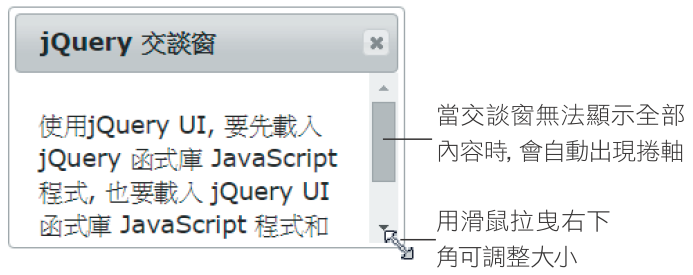 jQuery 交談窗
使用jQuery UI, 要先載入
jQuery 函式庫 JavaScript
程式, 也要載入 jQuery UI
函式庫 JavaScript 程式和
當交談窗無法顯示全部
內容時, 會自動出現捲軸
用滑鼠拉曳右下
角可調整大小